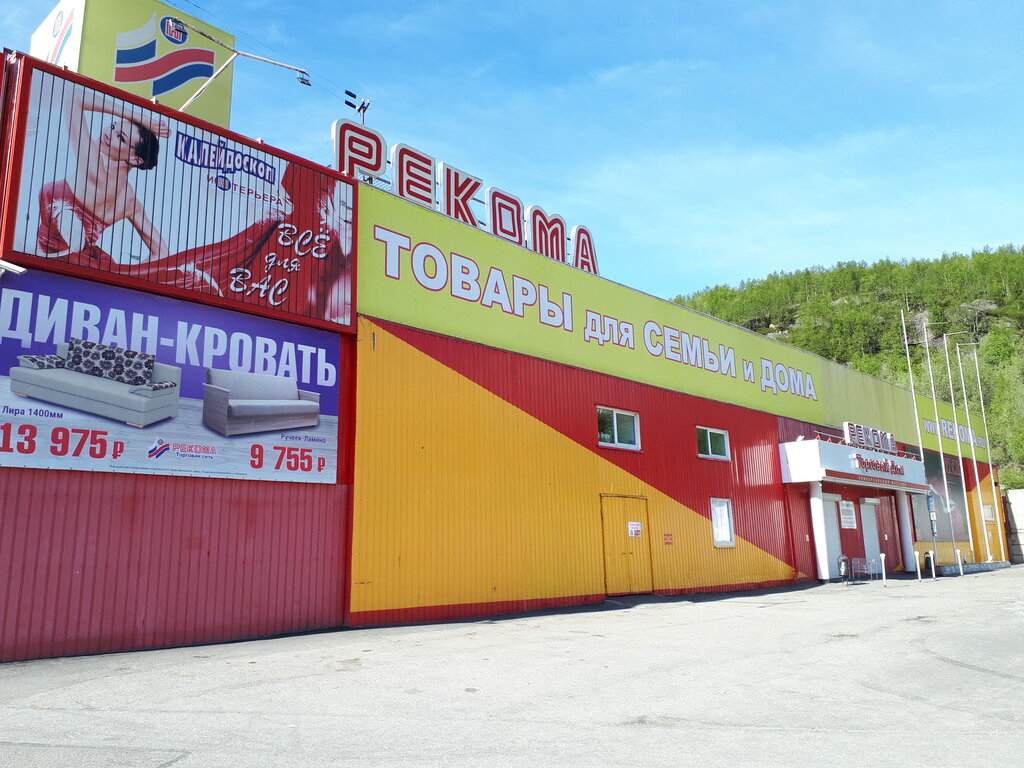 РЕКОМА
КАЛЕЙДОСКОП
ИНТЕРЬЕРА
ВСЁ
для
ВАС
ТОВАРЫ для СЕМЬИ и ДОМА
ДИВАН-КРОВАТЬ
Лира 1400мм
13 975 ₽
РЕКОМА
Торговая сеть
Ручеек-Ламино
9 755 ₽
РЕКОМА
Торговый Дом